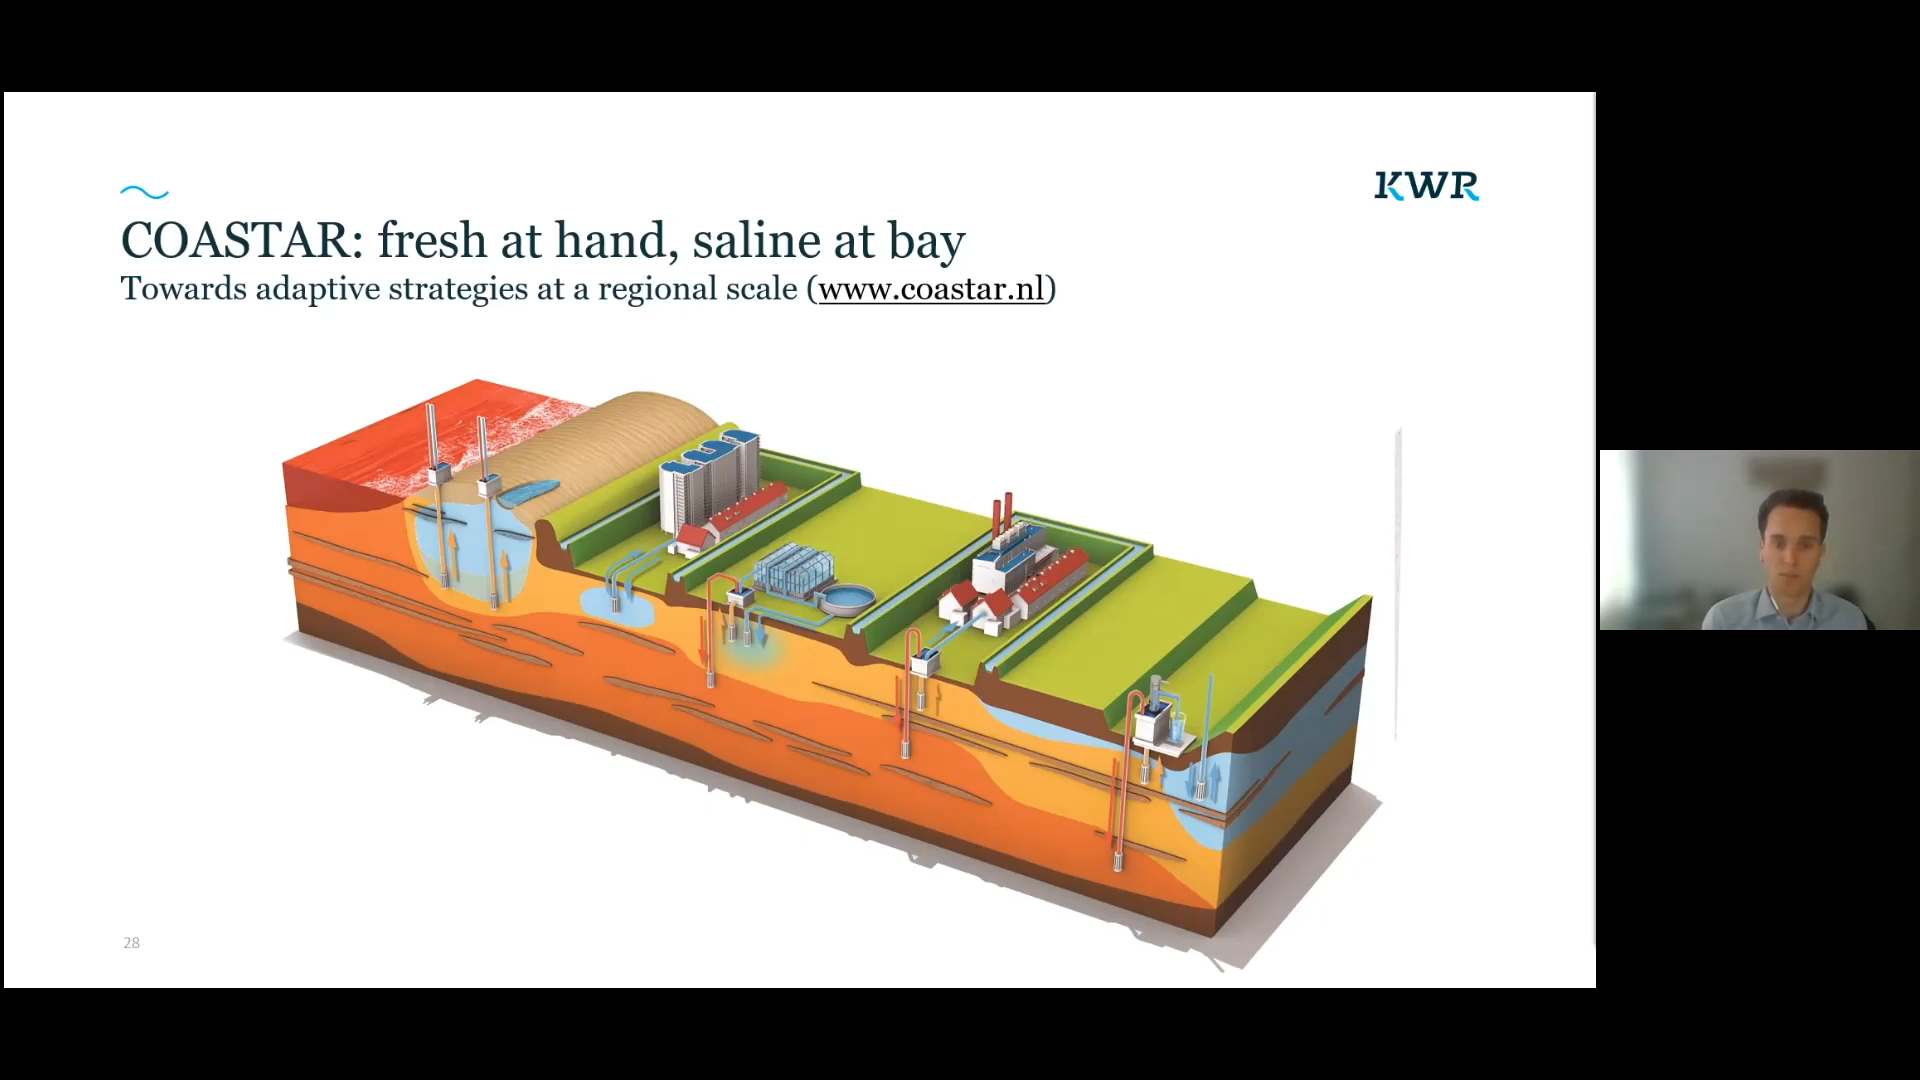 KWR
COASTAR: fresh at hand, saline at bay
Towards adaptive strategies at a regional scale (www.coastar.nl)
28